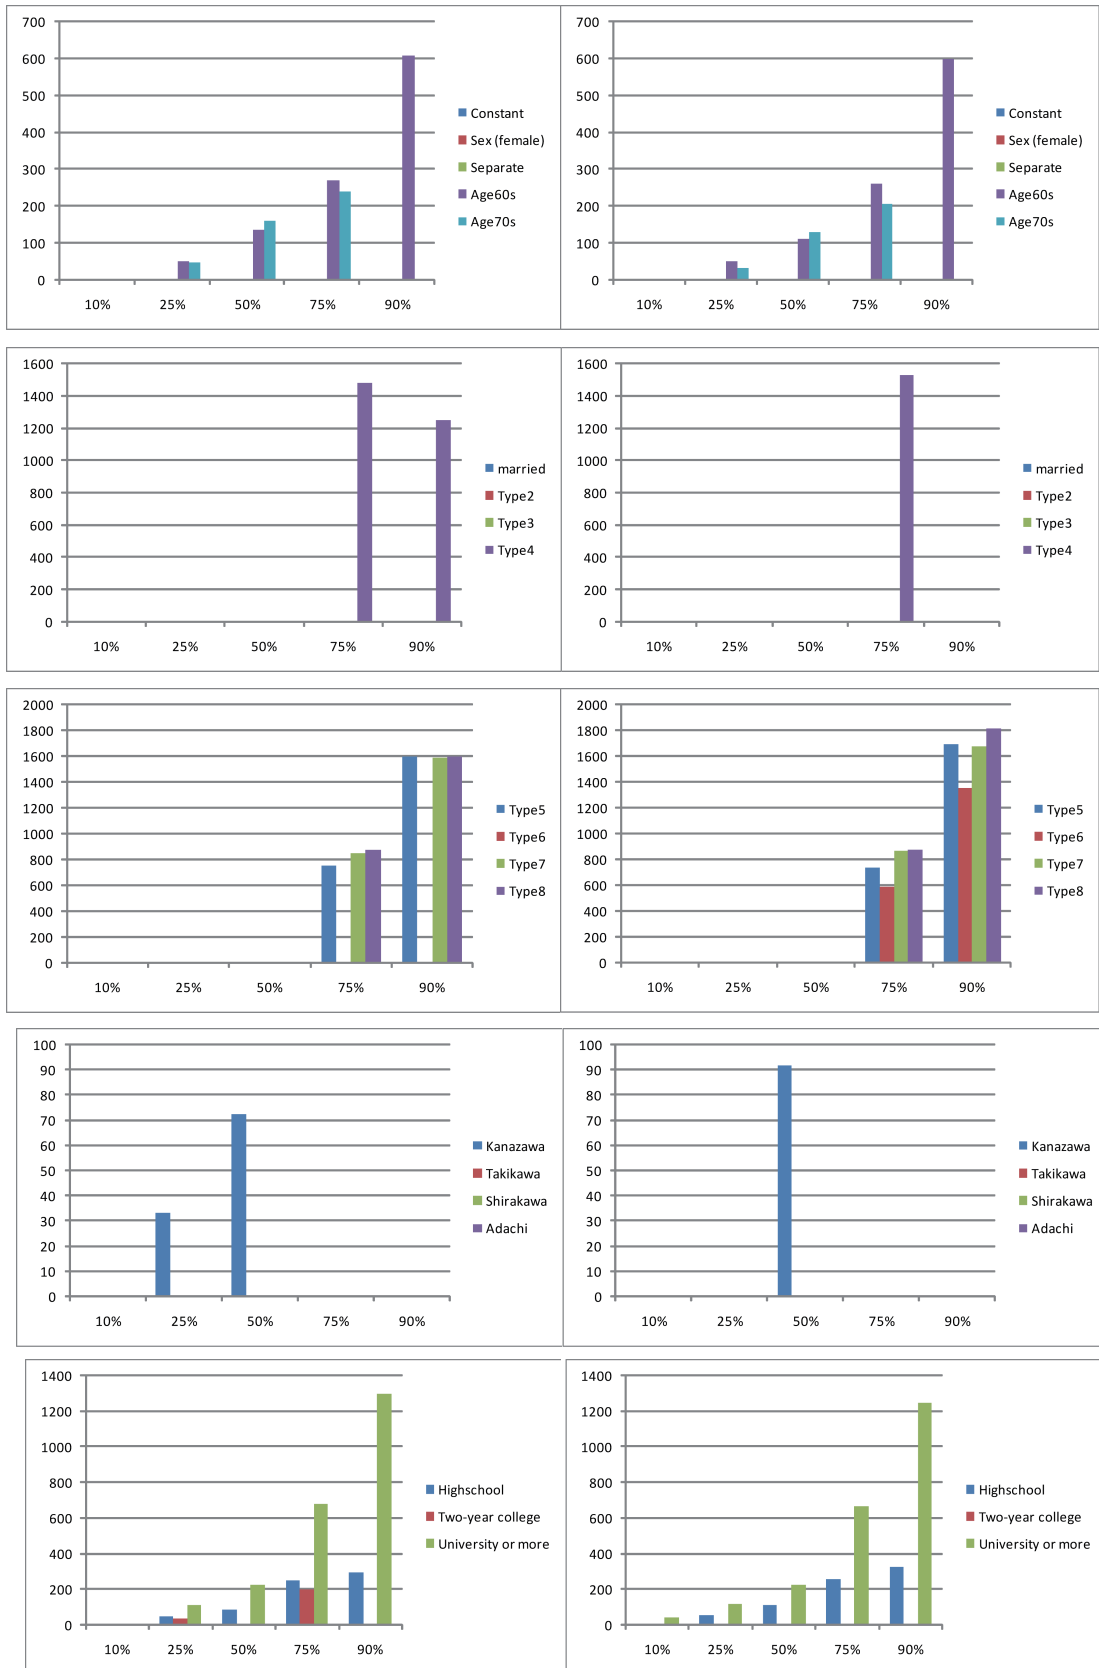 700
600
500
400
300
200
100
0
10% 25% 50% 75% 90%
Constant
Sex (female)
Separate
Age60s
Age70s
700
600
500
400
300
200
100
0
10% 25% 50% 75% 90%
Constant
Sex (female)
Separate
Age60s
Age70s
1600
1400
1200
1000
800
600
400
200
0
10% 25% 50% 75% 90%
married
Type2
Type3
Type4
1600
1400
1200
1000
800
600
400
200
0
10% 25% 50% 75% 90%
married
Type2
Type3
Type4
2000
1800
1600
1400
1200
1000
800
600
400
200
0
10% 25% 50% 75% 90%
Type5
Type6
Type7
Type8
2000
1800
1600
1400
1200
1000
800
600
400
200
0
10% 25% 50% 75% 90%
Type5
Type6
Type7
Type8
100
90
80
70
60
50
40
30
20
10
0
10% 25% 50% 75% 90%
Kanazawa
Takikawa
Shirakawa
Adachi
100
90
80
70
60
50
40
30
20
10
0
10% 25% 50% 75% 90%
Kanazawa
Takikawa
Shirakawa
Adachi
1400
1200
1000
800
600
400
200
0
10% 25% 50% 75% 90%
Highschool
Two-year college
University or more
1400
1200
1000
800
600
400
200
0
10% 25% 50% 75% 90%
Highschool
Two-year college
University or more